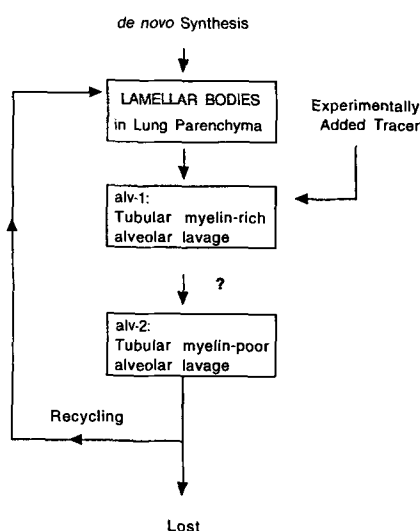 de novo Synthesis
LAMELLAR BODIES
in Lung Parenchyma
Experimentally
Added Tracer
alv-1:
Tubular myelin-rich
alveolar lavage
?
alv-2:
Tubular myelin-poor
alveolar lavage
Recycling
Lost